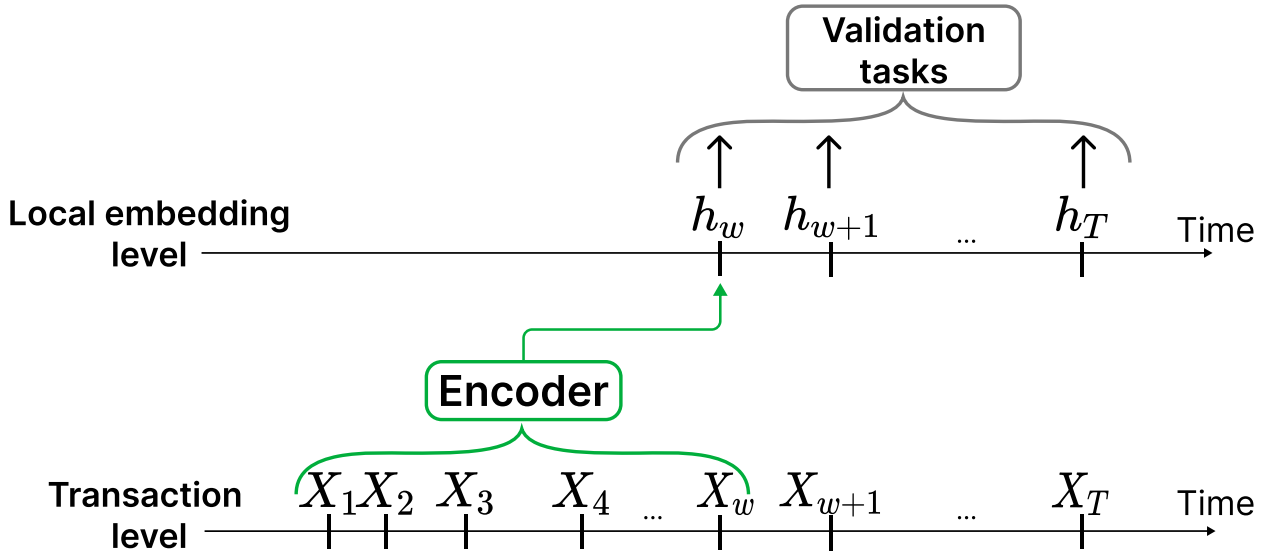 Validation
tasks
Local embedding
level
h_w h_{w+1} ... h_T Time
Encoder
Transaction
level
X_1 X_2 X_3 X_4 ... X_w X_{w+1} ... X_T Time